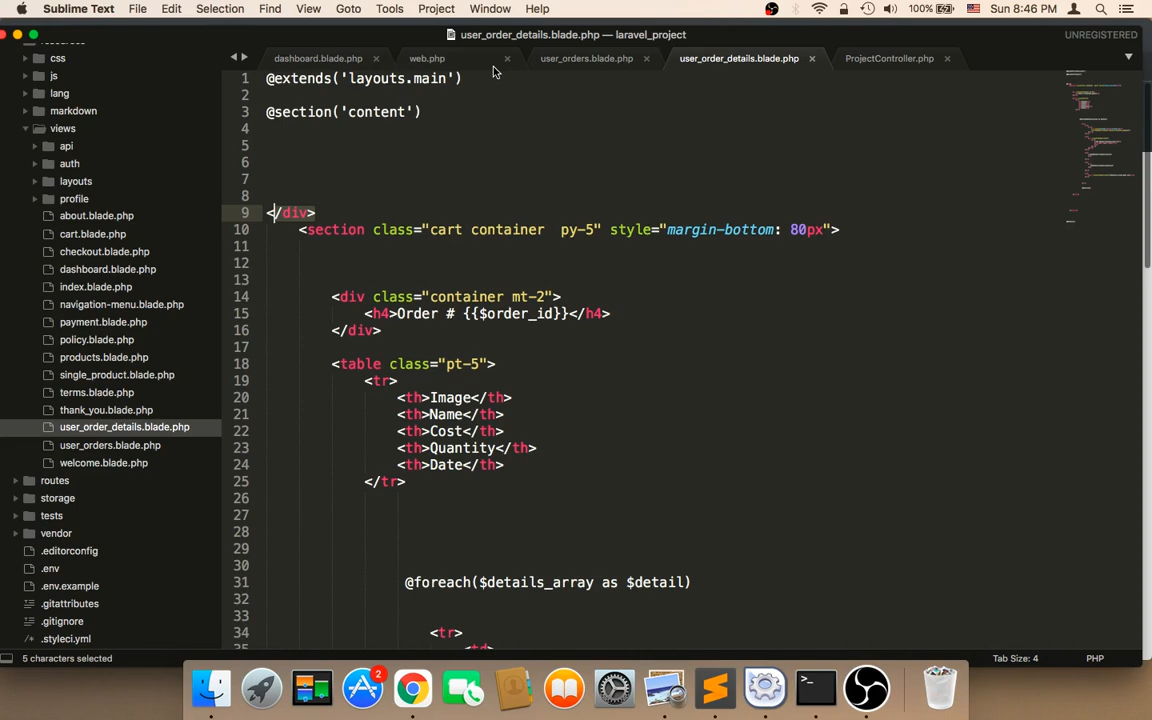 Sublime Text File Edit Selection Find View Goto Tools Project Window Help 100% Sun 8:46 PM
user_order_details.blade.php — laravel_project UNREGISTERED
dashboard.blade.php web.php user_orders.blade.php user_order_details.blade.php ProjectController.php
css
js
lang
markdown
views
api
auth
layouts
profile
about.blade.php
cart.blade.php
checkout.blade.php
dashboard.blade.php
index.blade.php
navigation-menu.blade.php
payment.blade.php
policy.blade.php
products.blade.php
single_product.blade.php
terms.blade.php
thank_you.blade.php
user_order_details.blade.php
user_orders.blade.php
welcome.blade.php
routes
storage
tests
vendor
.editorconfig
.env
.env.example
.gitattributes
.gitignore
.styleci.yml
1 @extends('layouts.main')
2
3 @section('content')
4
5
6
7
8
9 </div>
10 <section class="cart container  py-5" style="margin-bottom: 80px">
11
12
13
14 <div class="container mt-2">
15 <h4>Order # {{$order_id}}</h4>
16 </div>
17
18 <table class="pt-5">
19 <tr>
20 <th>Image</th>
21 <th>Name</th>
22 <th>Cost</th>
23 <th>Quantity</th>
24 <th>Date</th>
25 </tr>
26
27
28
29
30
31 @foreach($details_array as $detail)
32
33
34 <tr>
5 characters selected Tab Size: 4 PHP
2